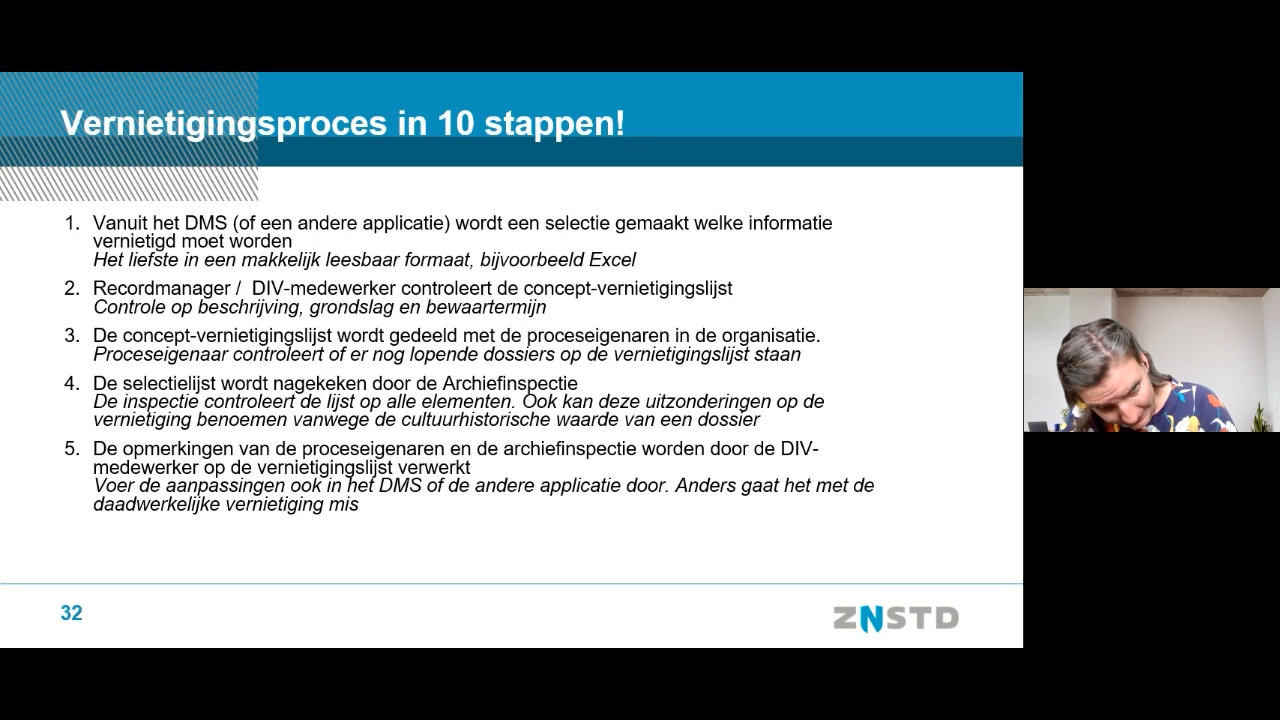 Vernietigingsproces in 10 stappen!
1. Vanuit het DMS (of een andere applicatie) wordt een selectie gemaakt welke informatie
vernietigd moet worden
Het liefste in een makkelijk leesbaar formaat, bijvoorbeeld Excel
2. Recordmanager / DIV-medewerker controleert de concept-vernietigingslijst
Controle op beschrijving, grondslag en bewaartermijn
3. De concept-vernietigingslijst wordt gedeeld met de proceseigenaren in de organisatie.
Proceseigenaar controleert of er nog lopende dossiers op de vernietigingslijst staan
4. De selectielijst wordt nagekeken door de Archiefinspectie
De inspectie controleert de lijst op alle elementen. Ook kan deze uitzonderingen op de
vernietiging benoemen vanwege de cultuurhistorische waarde van een dossier
5. De opmerkingen van de proceseigenaren en de archiefinspectie worden door de DIV-
medewerker op de vernietigingslijst verwerkt
Voer de aanpassingen ook in het DMS of de andere applicatie door. Anders gaat het met de
daadwerkelijke vernietiging mis
32
ZNSTD